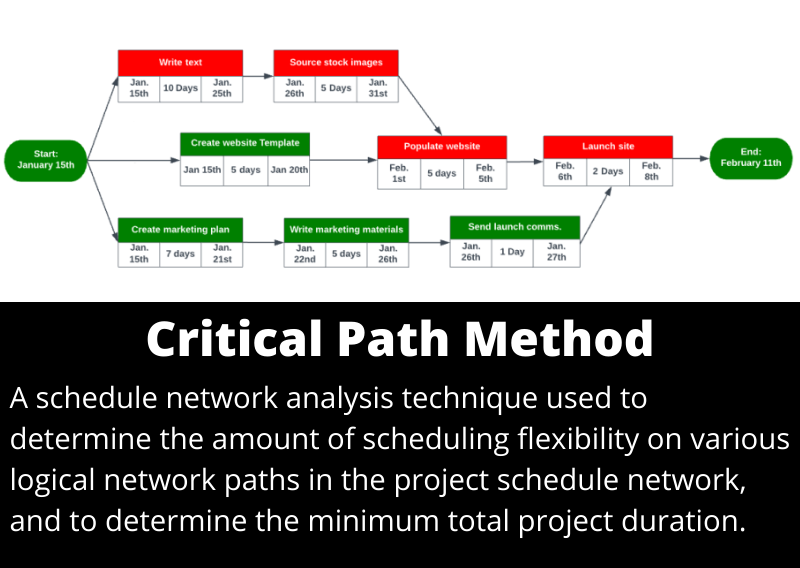 Write text
Source stock images
Jan. 15th
10 Days
Jan. 25th
Jan. 26th
5 Days
Jan. 31st
Start:
January 15th
Create website Template
Jan 15th
5 days
Jan 20th
Populate website
Feb. 1st
5 days
Feb. 5th
Launch site
Feb. 6th
2 Days
Feb. 8th
End:
February 11th
Create marketing plan
Jan. 15th
7 days
Jan. 21st
Write marketing materials
Jan. 22nd
5 days
Jan. 26th
Send launch comms.
Jan. 26th
1 Day
Jan. 27th
Critical Path Method
A schedule network analysis technique used to
determine the amount of scheduling flexibility on various
logical network paths in the project schedule network,
and to determine the minimum total project duration.